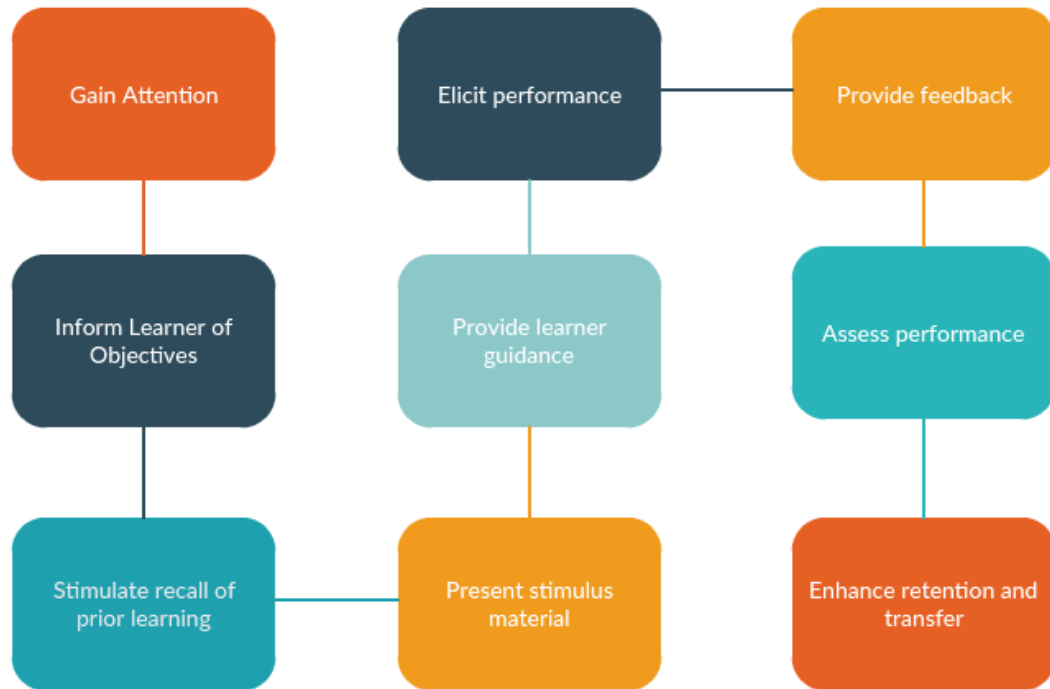 Gain Attention
Inform Learner of
Objectives
Stimulate recall of
prior learning
Present stimulus
material
Provide learner
guidance
Elicit performance
Provide feedback
Assess performance
Enhance retention and
transfer